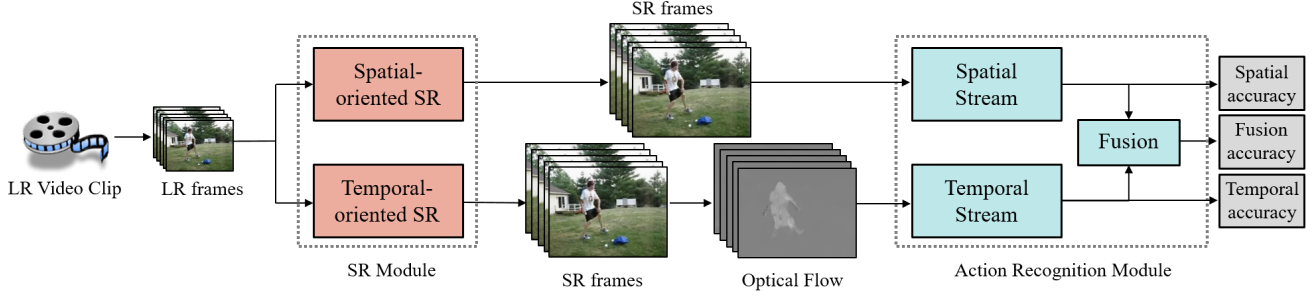 SR frames
Spatial-
oriented SR
Spatial
Stream
Spatial
accuracy
Fusion
Fusion
accuracy
LR Video Clip
LR frames
Temporal-
oriented SR
Temporal
Stream
Temporal
accuracy
SR Module
SR frames
Optical Flow
Action Recognition Module